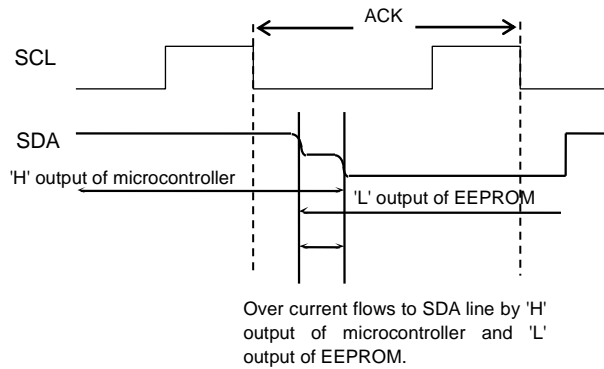 ACK
SCL
SDA
'H' output of microcontroller
'L' output of EEPROM
Over current flows to SDA line by 'H'
output of microcontroller and 'L'
output of EEPROM.